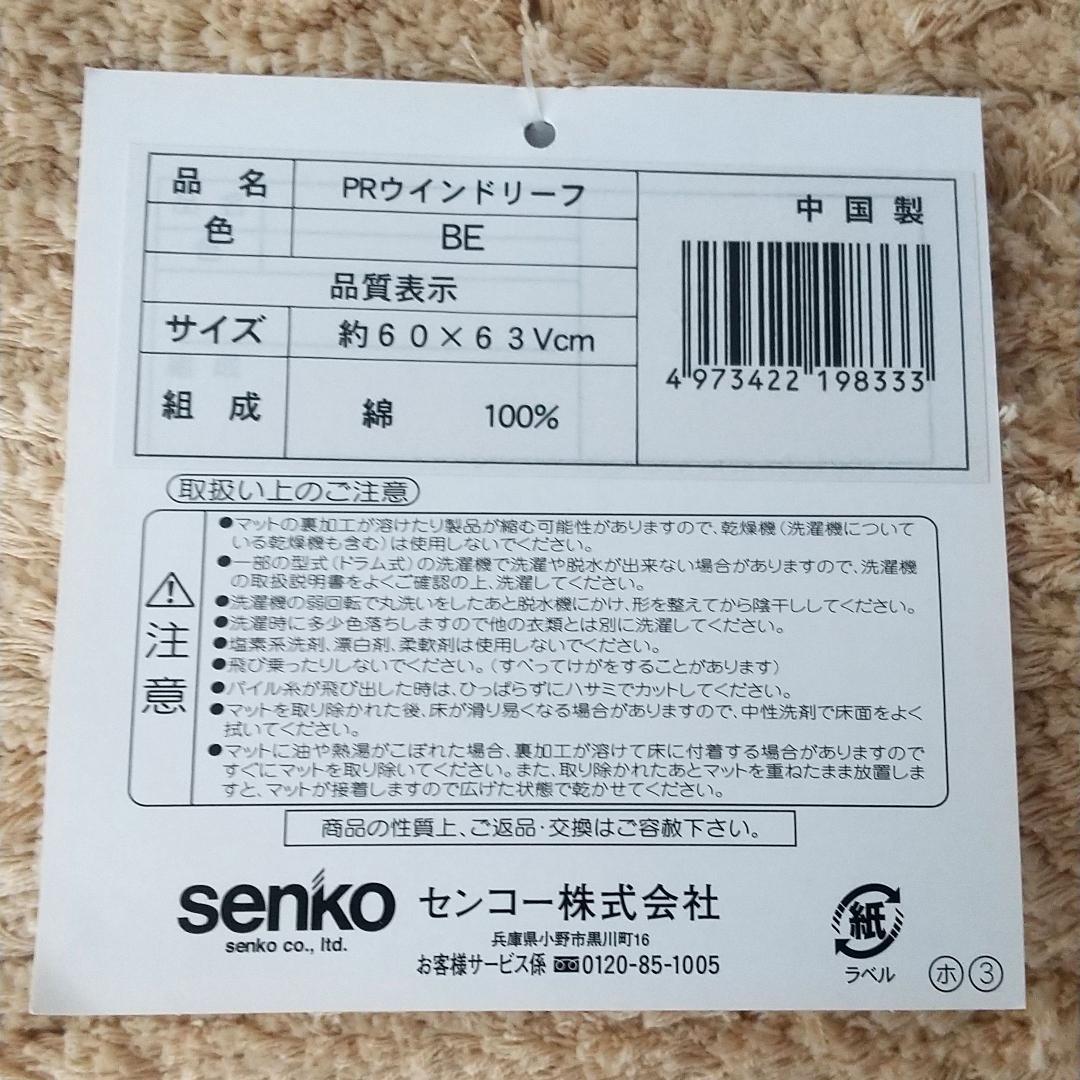 品名 PRウインドリーフ
色 BE
品質表示
サイズ 約60×63Vcm
組成 綿 100%
中国製
4973422198333
取扱い上のご注意
注意
●マットの裏加工が溶けたり製品が縮む可能性がありますので、乾燥機(洗濯機について
いる乾燥機も含む)は使用しないでください。
●一部の型式(ドラム式)の洗濯機で洗濯や脱水が出来ない場合がありますので、洗濯機
の取扱説明書をよくご確認の上、洗濯してください。
●洗濯機の弱回転で丸洗いをしたあと脱水機にかけ、形を整えてから陰干ししてください。
●洗濯時に多少色落ちしますので他の衣類とは別に洗濯してください。
●塩素系洗剤、漂白剤、柔軟剤は使用しないでください。
●飛び乗ったりしないでください。(すべってけがをすることがあります)
●パイル糸が飛び出した時は、ひっぱらずにハサミでカットしてください。
●マットを取り除かれた後、床が滑り易くなる場合がありますので、中性洗剤で床面をよく
拭いてください。
●マットに油や熱湯がこぼれた場合、裏加工が溶けて床に付着する場合がありますので
すぐにマットを取り除いてください。また、取り除かれたあとマットを重ねたまま放置しま
すと、マットが接着しますので広げた状態で乾かせてください。
商品の性質上、ご返品・交換はご容赦下さい。
senko センコー株式会社
senko co., ltd.
兵庫県小野市黒川町16
お客様サービス係 0120-85-1005
紙
ラベル
ホ 3